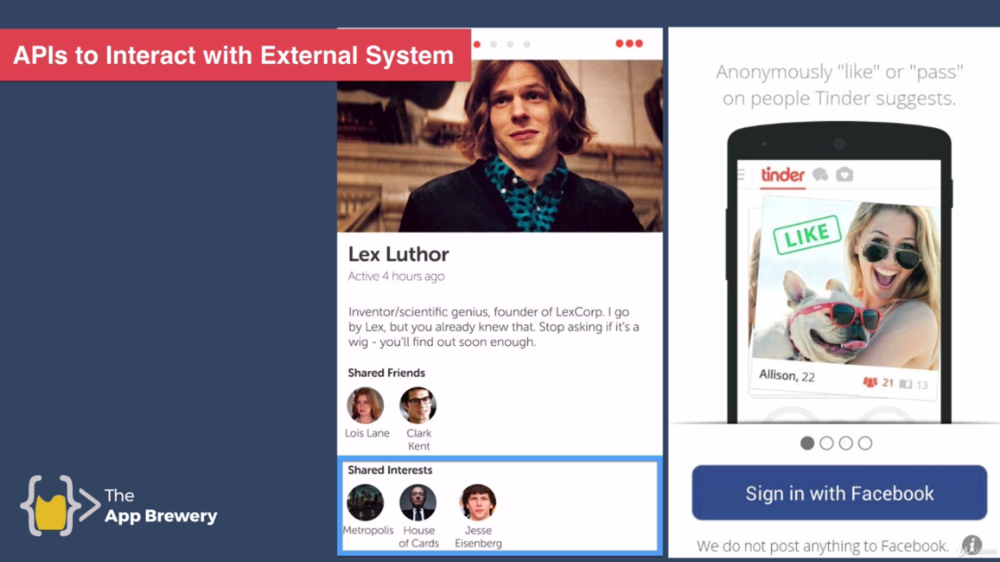 APIs to Interact with External System
Lex Luthor
Active 4 hours ago
Inventor/scientific genius, founder of LexCorp. I go
by Lex, but you already knew that. Stop asking if it's a
wig - you'll find out soon enough.
Shared Friends
Lois Lane
Clark
Kent
Shared Interests
Metropolis
House
of Cards
Jesse
Eisenberg
Anonymously "like" or "pass"
on people Tinder suggests.
tinder
LIKE
Allison, 22
21
13
Sign in with Facebook
We do not post anything to Facebook.
The
App Brewery